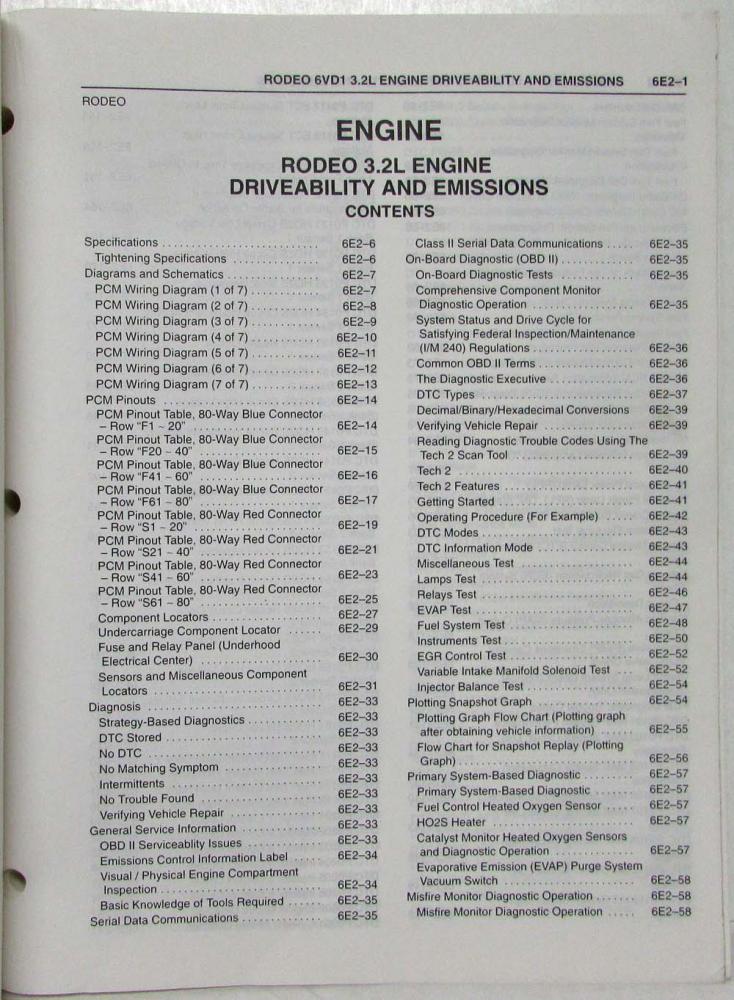 RODEO 6VD1 3.2L ENGINE DRIVEABILITY AND EMISSIONS 6E2–1
RODEO
ENGINE
RODEO 3.2L ENGINE
DRIVEABILITY AND EMISSIONS
CONTENTS
Specifications . . . . . 6E2–6
Tightening Specifications . . . . . 6E2–6
Diagrams and Schematics . . . . . 6E2–7
PCM Wiring Diagram (1 of 7) . . . . . 6E2–7
PCM Wiring Diagram (2 of 7) . . . . . 6E2–8
PCM Wiring Diagram (3 of 7) . . . . . 6E2–9
PCM Wiring Diagram (4 of 7) . . . . . 6E2–10
PCM Wiring Diagram (5 of 7) . . . . . 6E2–11
PCM Wiring Diagram (6 of 7) . . . . . 6E2–12
PCM Wiring Diagram (7 of 7) . . . . . 6E2–13
PCM Pinouts . . . . . 6E2–14
PCM Pinout Table, 80-Way Blue Connector
– Row "F1 ~ 20" . . . . . 6E2–14
PCM Pinout Table, 80-Way Blue Connector
– Row "F20 ~ 40" . . . . . 6E2–15
PCM Pinout Table, 80-Way Blue Connector
– Row "F41 ~ 60" . . . . . 6E2–16
PCM Pinout Table, 80-Way Blue Connector
– Row "F61 ~ 80" . . . . . 6E2–17
PCM Pinout Table, 80-Way Red Connector
– Row "S1 ~ 20" . . . . . 6E2–19
PCM Pinout Table, 80-Way Red Connector
– Row "S21 ~ 40" . . . . . 6E2–21
PCM Pinout Table, 80-Way Red Connector
– Row "S41 ~ 60" . . . . . 6E2–23
PCM Pinout Table, 80-Way Red Connector
– Row "S61 ~ 80" . . . . . 6E2–25
Component Locators . . . . . 6E2–27
Undercarriage Component Locator . . . . . 6E2–29
Fuse and Relay Panel (Underhood
Electrical Center) . . . . . 6E2–30
Sensors and Miscellaneous Component
Locators . . . . . 6E2–31
Diagnosis . . . . . 6E2–33
Strategy-Based Diagnostics . . . . . 6E2–33
DTC Stored . . . . . 6E2–33
No DTC . . . . . 6E2–33
No Matching Symptom . . . . . 6E2–33
Intermittents . . . . . 6E2–33
No Trouble Found . . . . . 6E2–33
Verifying Vehicle Repair . . . . . 6E2–33
General Service Information . . . . . 6E2–33
OBD II Serviceablity Issues . . . . . 6E2–33
Emissions Control Information Label . . . . . 6E2–34
Visual / Physical Engine Compartment
Inspection . . . . . 6E2–34
Basic Knowledge of Tools Required . . . . . 6E2–35
Serial Data Communications . . . . . 6E2–35
Class II Serial Data Communications . . . . . 6E2–35
On-Board Diagnostic (OBD II) . . . . . 6E2–35
On-Board Diagnostic Tests . . . . . 6E2–35
Comprehensive Component Monitor
Diagnostic Operation . . . . . 6E2–35
System Status and Drive Cycle for
Satisfying Federal Inspection/Maintenance
(I/M 240) Regulations . . . . . 6E2–36
Common OBD II Terms . . . . . 6E2–36
The Diagnostic Executive . . . . . 6E2–36
DTC Types . . . . . 6E2–37
Decimal/Binary/Hexadecimal Conversions 6E2–39
Verifying Vehicle Repair . . . . . 6E2–39
Reading Diagnostic Trouble Codes Using The
Tech 2 Scan Tool . . . . . 6E2–39
Tech 2 . . . . . 6E2–40
Tech 2 Features . . . . . 6E2–41
Getting Started . . . . . 6E2–41
Operating Procedure (For Example) . . . . . 6E2–42
DTC Modes . . . . . 6E2–43
DTC Information Mode . . . . . 6E2–43
Miscellaneous Test . . . . . 6E2–44
Lamps Test . . . . . 6E2–44
Relays Test . . . . . 6E2–46
EVAP Test . . . . . 6E2–47
Fuel System Test . . . . . 6E2–48
Instruments Test . . . . . 6E2–50
EGR Control Test . . . . . 6E2–52
Variable Intake Manifold Solenoid Test . . . 6E2–52
Injector Balance Test . . . . . 6E2–54
Plotting Snapshot Graph . . . . . 6E2–54
Plotting Graph Flow Chart (Plotting graph
after obtaining vehicle information) . . . . . 6E2–55
Flow Chart for Snapshot Replay (Plotting
Graph) . . . . . 6E2–56
Primary System-Based Diagnostic . . . . . 6E2–57
Primary System-Based Diagnostic . . . . . 6E2–57
Fuel Control Heated Oxygen Sensor . . . . . 6E2–57
HO2S Heater . . . . . 6E2–57
Catalyst Monitor Heated Oxygen Sensors
and Diagnostic Operation . . . . . 6E2–57
Evaporative Emission (EVAP) Purge System
Vacuum Switch . . . . . 6E2–58
Misfire Monitor Diagnostic Operation . . . . . 6E2–58
Misfire Monitor Diagnostic Operation . . . . . 6E2–58